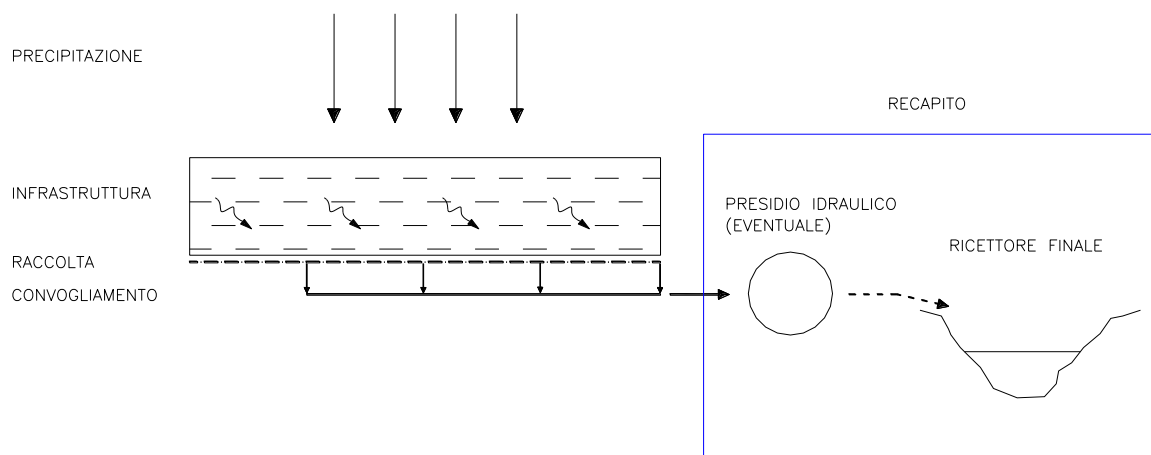 PRECIPITAZIONE
RECAPITO
INFRASTRUTTURA
PRESIDIO IDRAULICO
(EVENTUALE)
RICETTORE FINALE
RACCOLTA
CONVOGLIAMENTO